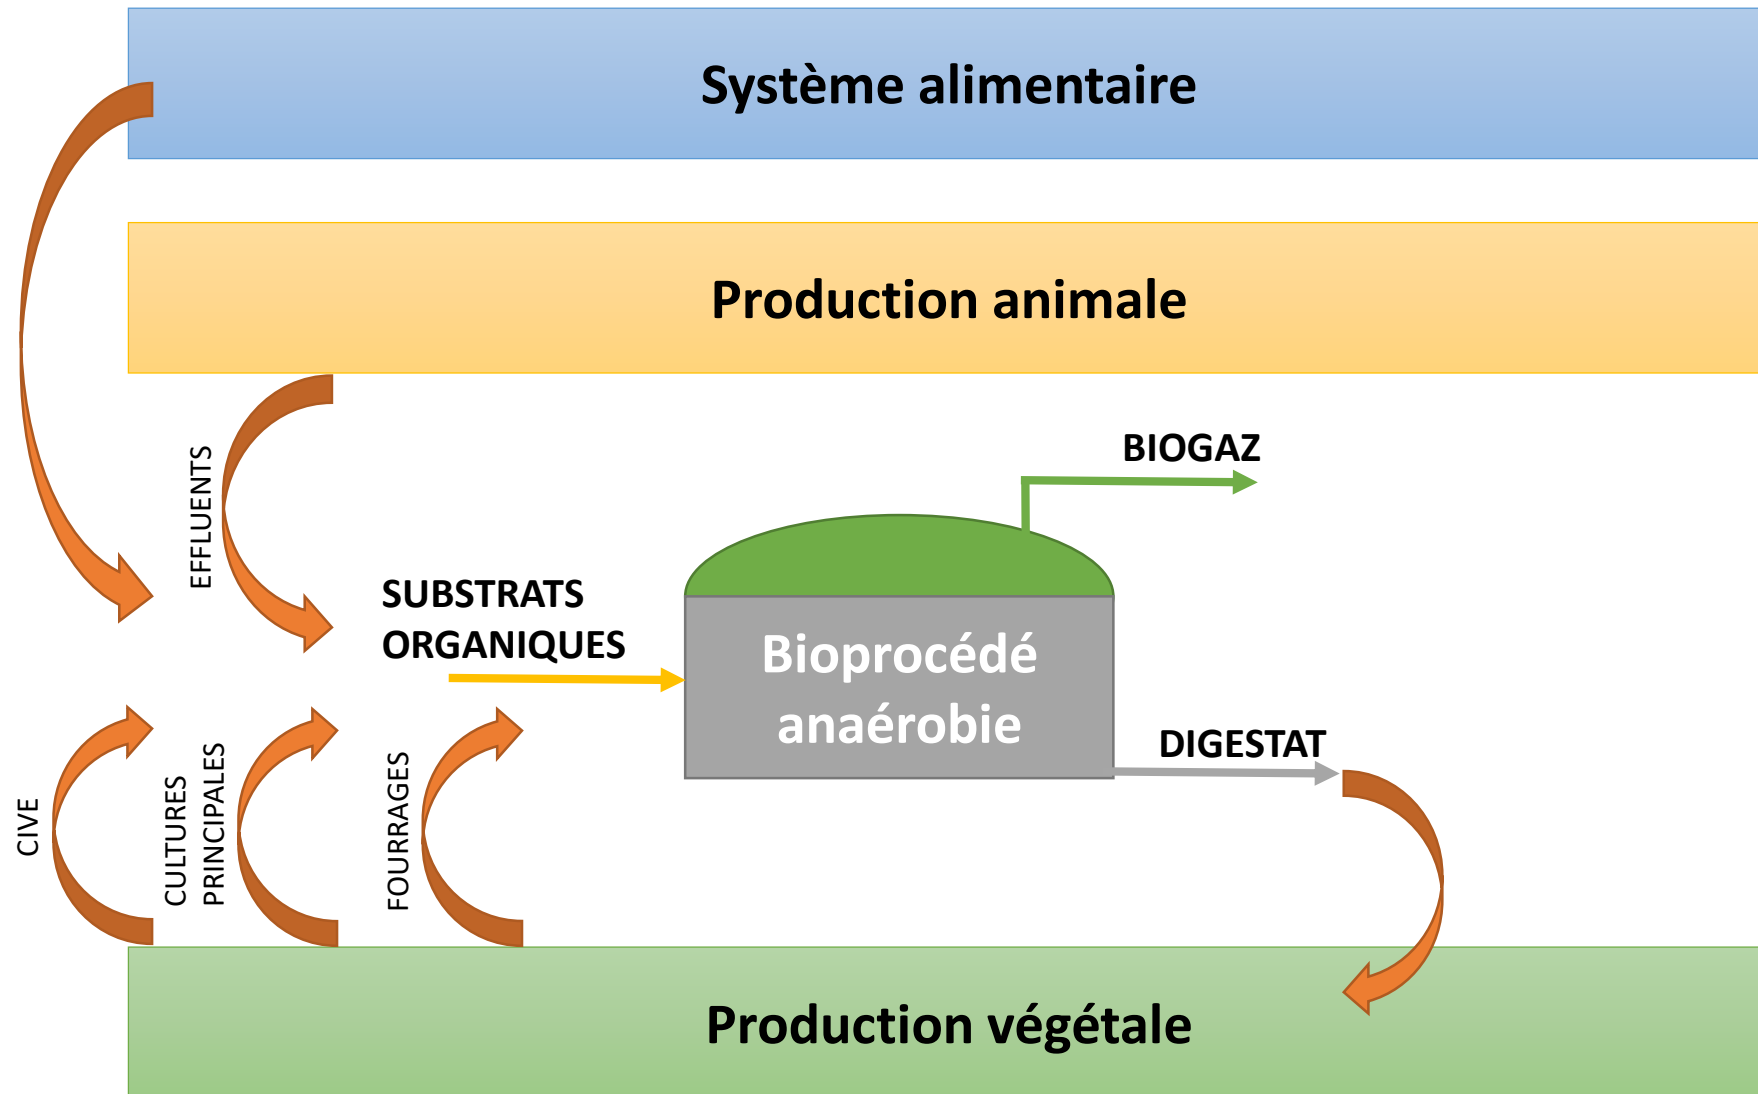 Système alimentaire
Production animale
EFFLUENTS
BIOGAZ
SUBSTRATS
ORGANIQUES
Bioprocédé
anaérobie
DIGESTAT
CIVE
CULTURES
PRINCIPALES
FOURRAGES
Production végétale